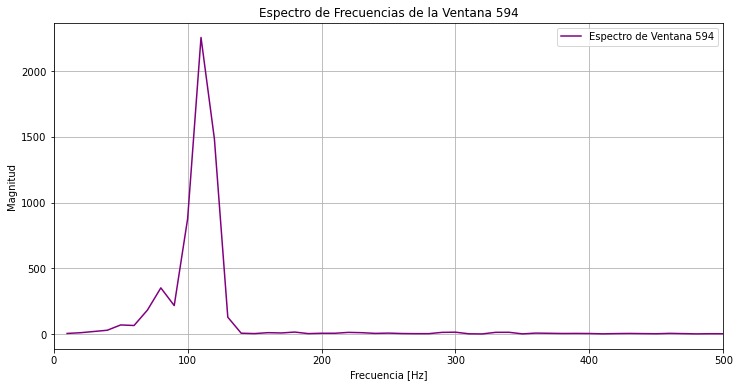 Espectro de Frecuencias de la Ventana 594
Espectro de Ventana 594
Magnitud
2000
1500
1000
500
0
0 100 200 300 400 500
Frecuencia [Hz]